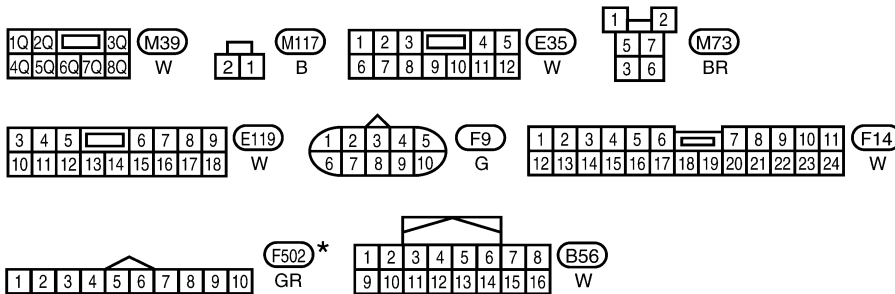 1Q 2Q 3Q M39
4Q 5Q 6Q 7Q 8Q W
2 1 M117
B
1 2 3 4 5 E35
6 7 8 9 10 11 12 W
1 2 M73
5 7
3 6 BR
3 4 5 6 7 8 9 E119
10 11 12 13 14 15 16 17 18 W
1 2 3 4 5 F9
6 7 8 9 10 G
1 2 3 4 5 6 7 8 9 10 11 F14
12 13 14 15 16 17 18 19 20 21 22 23 24 W
F502 *
1 2 3 4 5 6 7 8 9 10 GR
1 2 3 4 5 6 7 8 B56
9 10 11 12 13 14 15 16 W